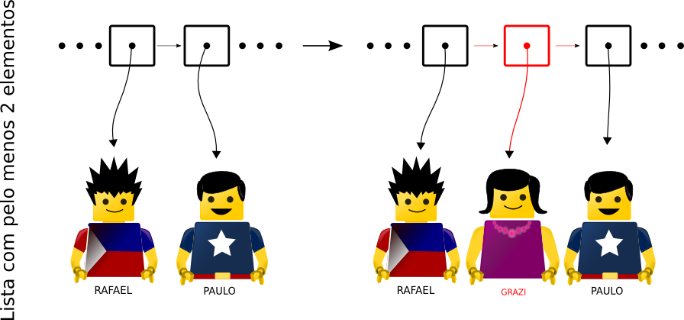 Lista com pelo menos 2 elementos
RAFAEL
PAULO
RAFAEL
GRAZI
PAULO